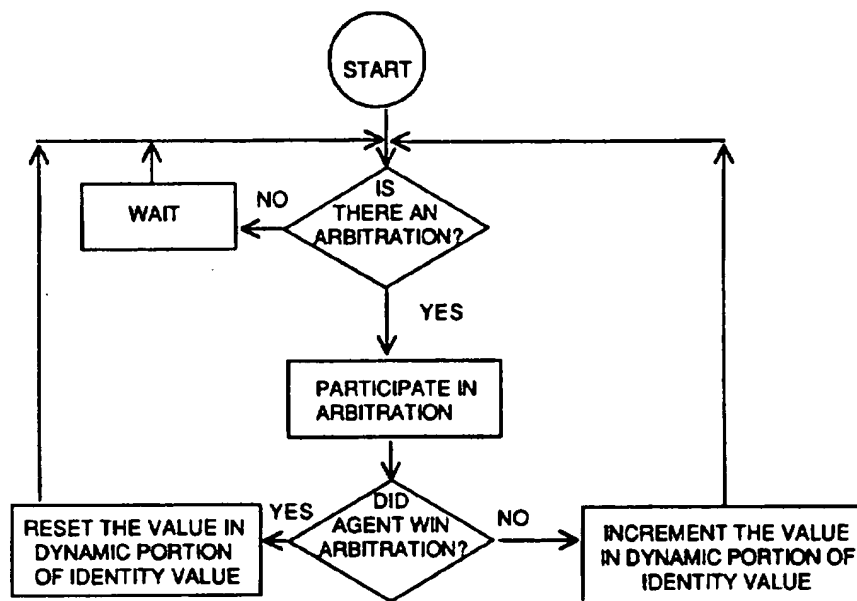 START
IS
THERE AN
ARBITRATION?
NO
WAIT
YES
PARTICIPATE IN
ARBITRATION
DID
AGENT WIN
ARBITRATION?
YES
NO
RESET THE VALUE IN
DYNAMIC PORTION
OF IDENTITY VALUE
INCREMENT THE VALUE
IN DYNAMIC PORTION OF
IDENTITY VALUE